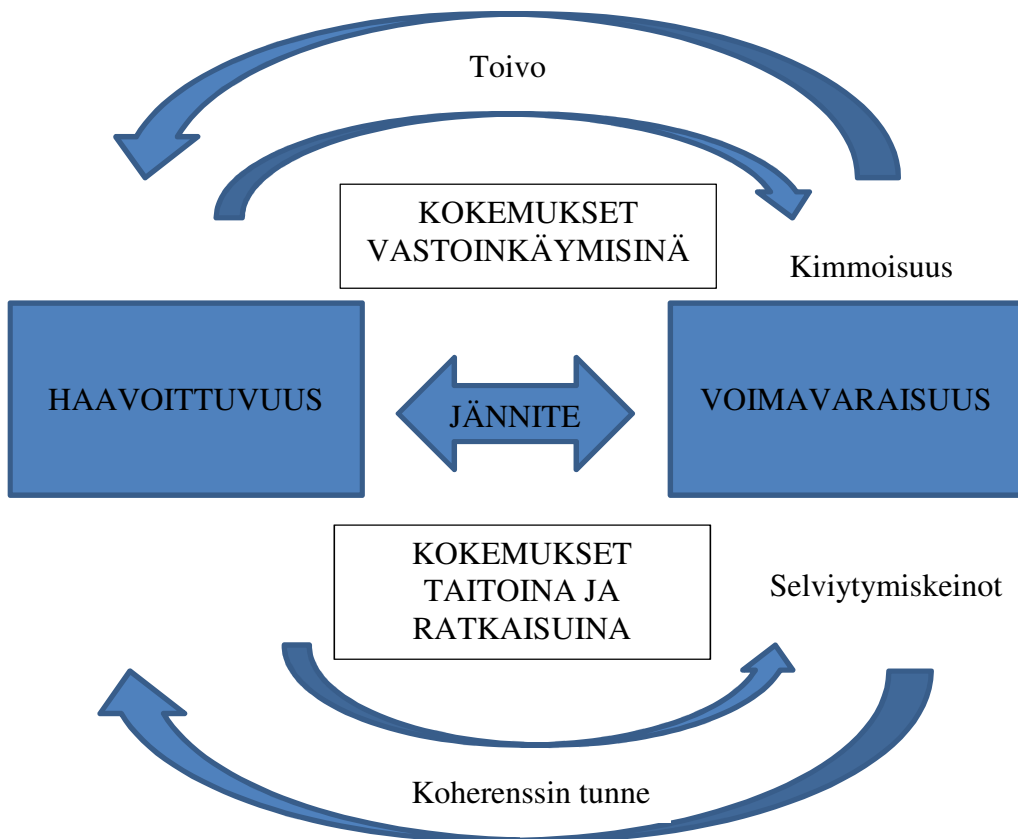 Toivo
KOKEMUKSET
VASTOINKÄYMISINÄ
Kimmoisuus
HAAVOITTUVUUS
JÄNNITE
VOIMAVARAISUUS
KOKEMUKSET
TAITOINA JA
RATKAISUINA
Selviytymiskeinot
Koherenssin tunne